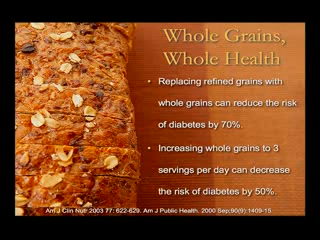 Whole Grains,
Whole Health
• Replacing refined grains with
whole grains can reduce the risk
of diabetes by 70%.
• Increasing whole grains to 3
servings per day can decrease
the risk of diabetes by 50%.
Am J Clin Nutr 2003 77: 622-629. Am J Public Health. 2000 Sep;90(9):1409-15